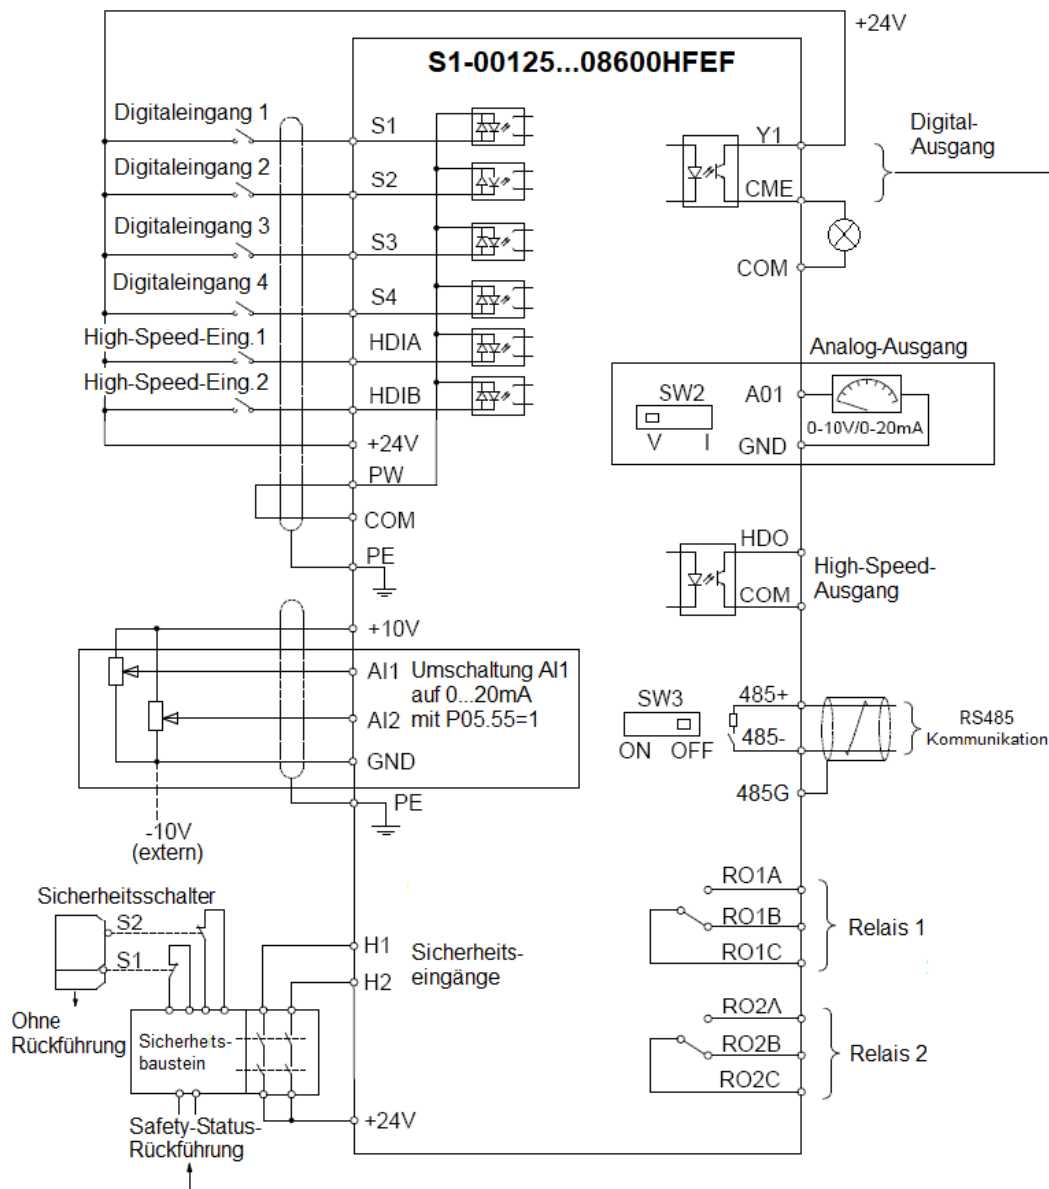 +24V
S1-00125...08600HFEF
Digitaleingang 1
S1
Digitaleingang 2
S2
Digitaleingang 3
S3
Digitaleingang 4
S4
High-Speed-Eing.1
HDIA
High-Speed-Eing.2
HDIB
+24V
PW
COM
PE
Y1
CME
COM
Digital-
Ausgang
Analog-Ausgang
SW2
V I
A01
0-10V/0-20mA
GND
HDO
COM
High-Speed-
Ausgang
+10V
AI1
Umschaltung AI1
auf 0...20mA
mit P05.55=1
AI2
GND
PE
-10V
(extern)
SW3
ON OFF
485+
485-
485G
RS485
Kommunikation
Sicherheitsschalter
S2
S1
Ohne
Rückführung
Sicherheits-
baustein
Safety-Status-
Rückführung
H1
H2
Sicherheits-
eingänge
+24V
RO1A
RO1B
RO1C
Relais 1
RO2A
RO2B
RO2C
Relais 2